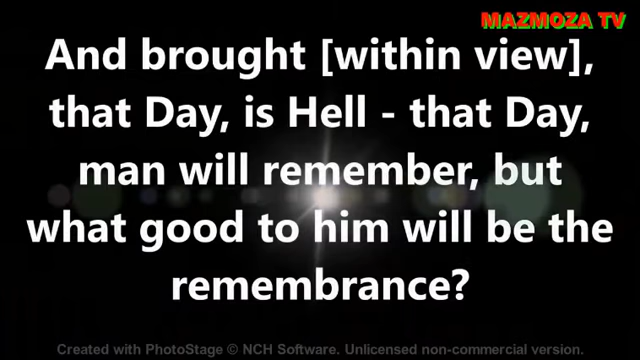 MAZMOZA TV
And brought [within view],
that Day, is Hell - that Day,
man will remember, but
what good to him will be the
remembrance?
Created with PhotoStage © NCH Software. Unlicensed non-commercial version.